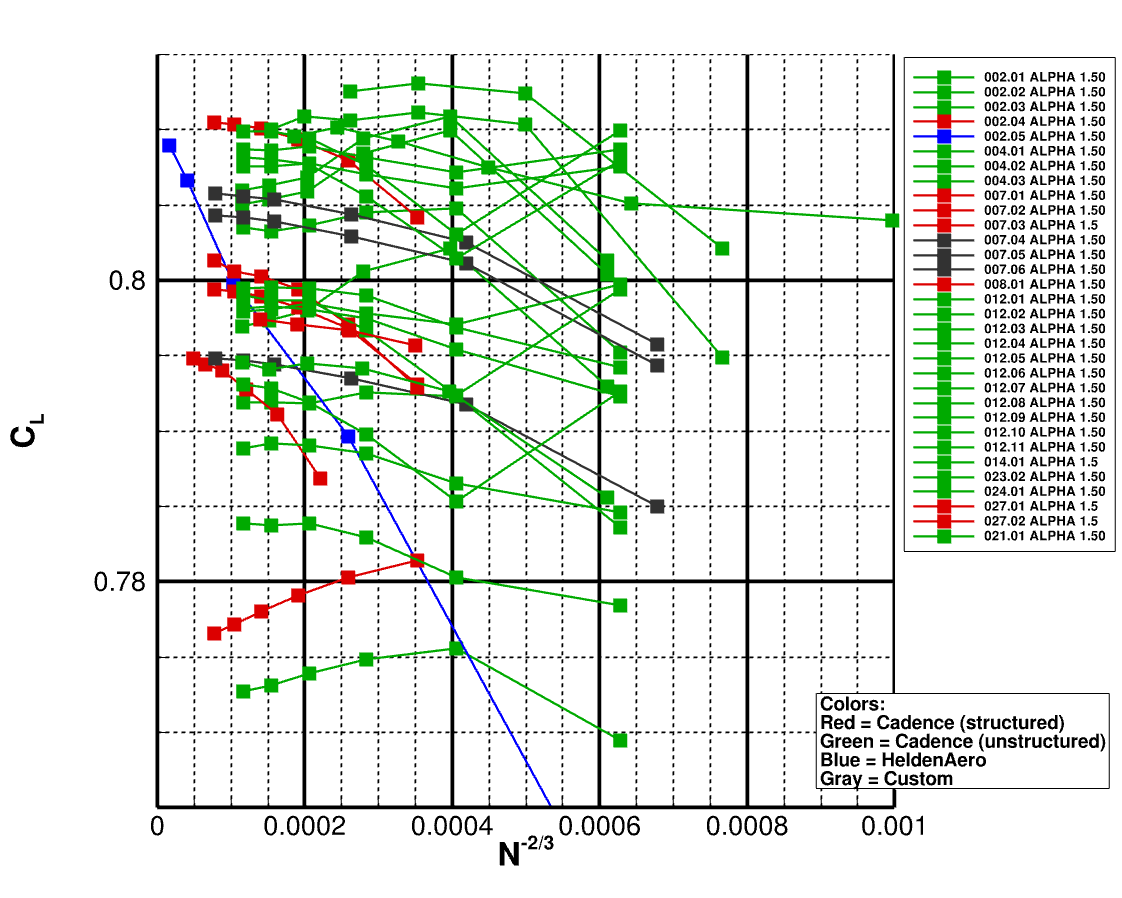 C_L
0.8
0.78
0
0.0002
0.0004
0.0006
0.0008
0.001
N^-2/3
002.01 ALPHA 1.50
002.02 ALPHA 1.50
002.03 ALPHA 1.50
002.04 ALPHA 1.50
002.05 ALPHA 1.50
004.01 ALPHA 1.50
004.02 ALPHA 1.50
004.03 ALPHA 1.50
007.01 ALPHA 1.50
007.02 ALPHA 1.50
007.03 ALPHA 1.5
007.04 ALPHA 1.50
007.05 ALPHA 1.50
007.06 ALPHA 1.50
008.01 ALPHA 1.50
012.01 ALPHA 1.50
012.02 ALPHA 1.50
012.03 ALPHA 1.50
012.04 ALPHA 1.50
012.05 ALPHA 1.50
012.06 ALPHA 1.50
012.07 ALPHA 1.50
012.08 ALPHA 1.50
012.09 ALPHA 1.50
012.10 ALPHA 1.50
012.11 ALPHA 1.50
014.01 ALPHA 1.5
023.02 ALPHA 1.50
024.01 ALPHA 1.50
027.01 ALPHA 1.5
027.02 ALPHA 1.5
021.01 ALPHA 1.50
Colors:
Red = Cadence (structured)
Green = Cadence (unstructured)
Blue = HeldenAero
Gray = Custom